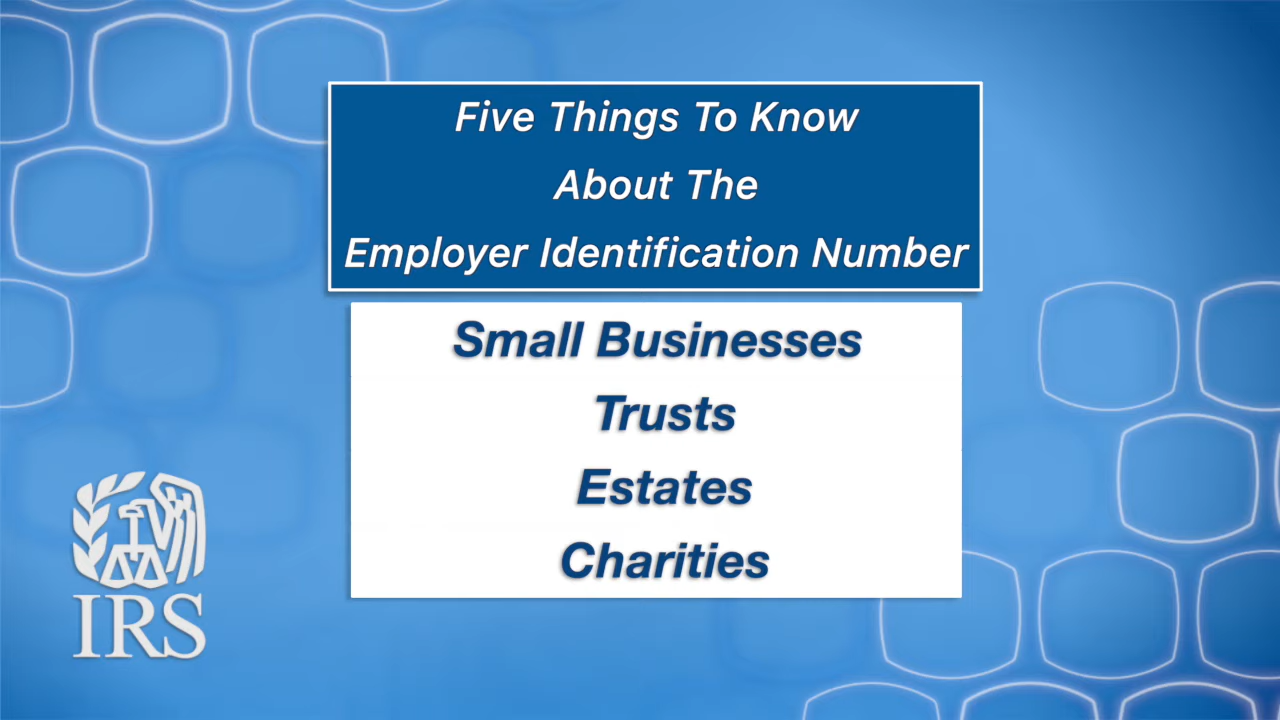 Five Things To Know
About The
Employer Identification Number
Small Businesses
Trusts
Estates
Charities
IRS